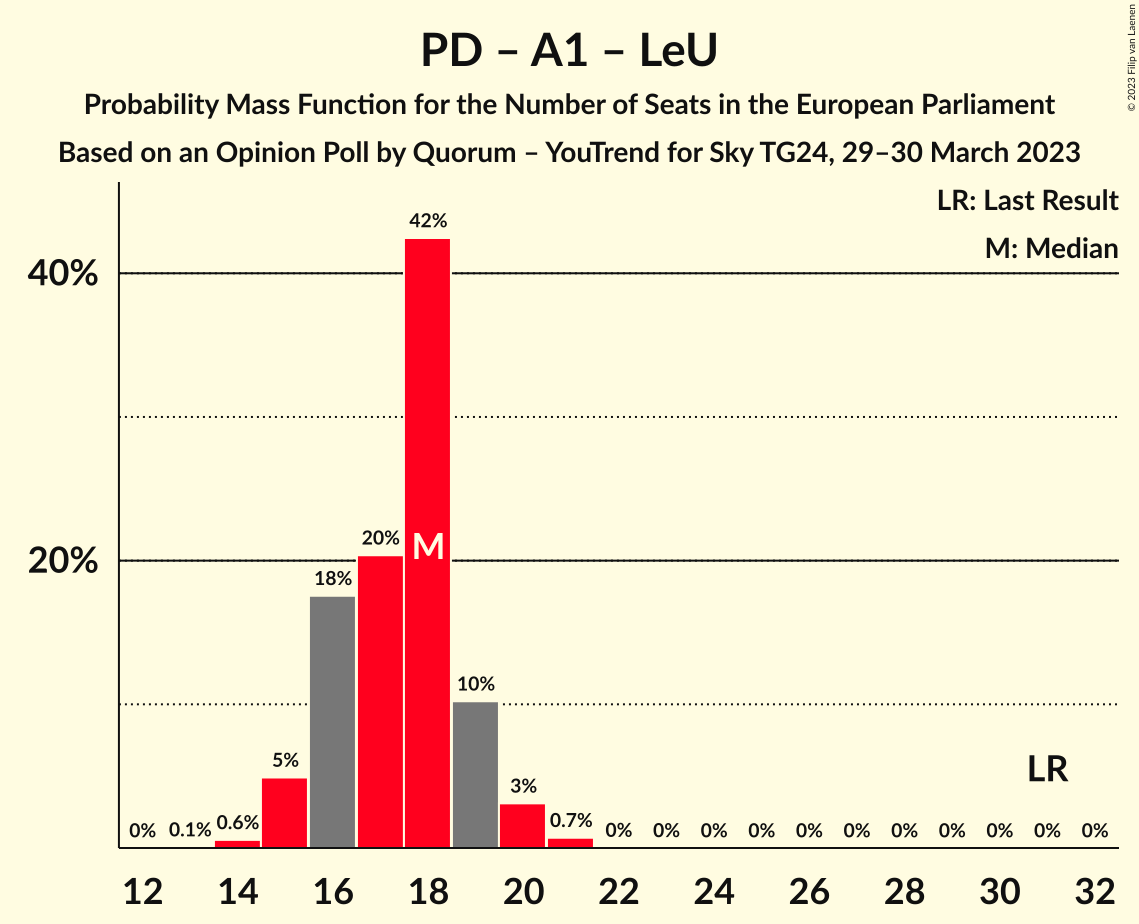 PD – A1 – LeU
Probability Mass Function for the Number of Seats in the European Parliament
Based on an Opinion Poll by Quorum – YouTrend for Sky TG24, 29–30 March 2023
© 2023 Filip van Laenen
LR: Last Result
M: Median
40%
20%
0% 0.1% 0.6% 5% 18% 20% 42% 10% 3% 0.7% 0% 0% 0% 0% 0% 0% 0% 0% 0% 0% 0%
M
LR
12 14 16 18 20 22 24 26 28 30 32